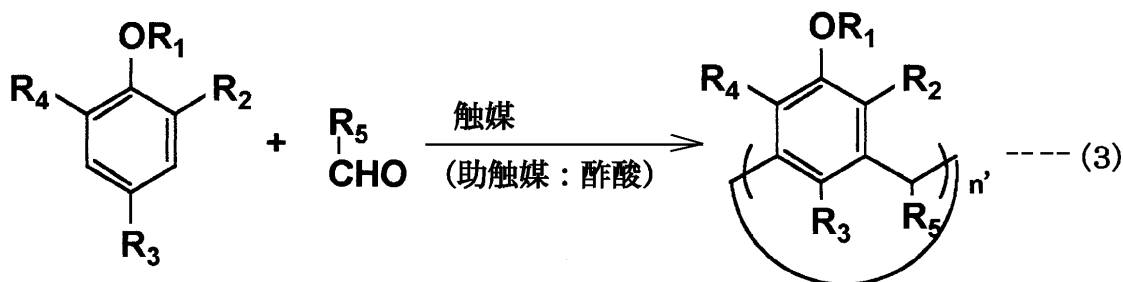 OR1
R4 R2
R3
+
R5
CHO
触媒
(助触媒：酢酸)
OR1
R4 R2
R3 R5
n'
---- (3)